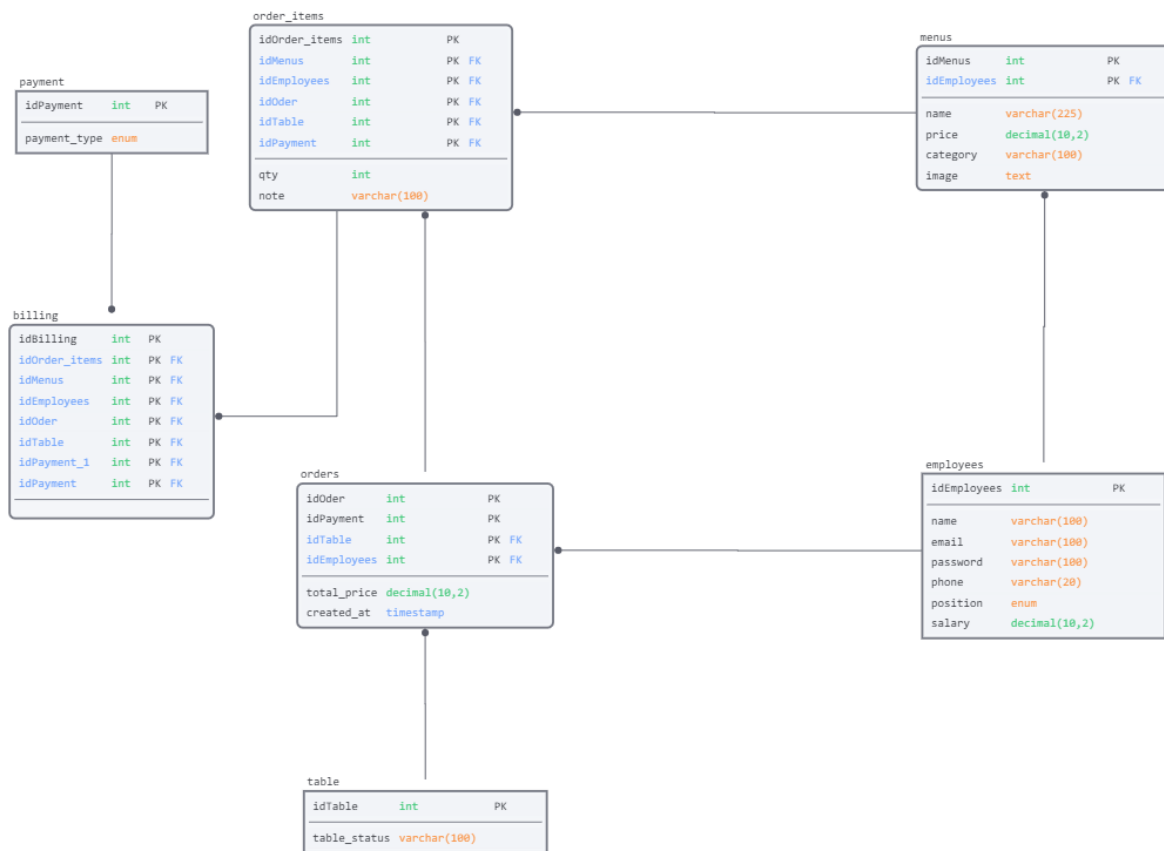 order_items
idOrder_items int PK
idMenus int PK FK
idEmployees int PK FK
idOder int PK FK
idTable int PK FK
idPayment int PK FK
qty int
note varchar(100)
menus
idMenus int PK
idEmployees int PK FK
name varchar(225)
price decimal(10,2)
category varchar(100)
image text
payment
idPayment int PK
payment_type enum
billing
idBilling int PK
idOrder_items int PK FK
idMenus int PK FK
idEmployees int PK FK
idOder int PK FK
idTable int PK FK
idPayment_1 int PK FK
idPayment int PK FK
orders
idOder int PK
idPayment int PK
idTable int PK FK
idEmployees int PK FK
total_price decimal(10,2)
created_at timestamp
employees
idEmployees int PK
name varchar(100)
email varchar(100)
password varchar(100)
phone varchar(20)
position enum
salary decimal(10,2)
table
idTable int PK
table_status varchar(100)